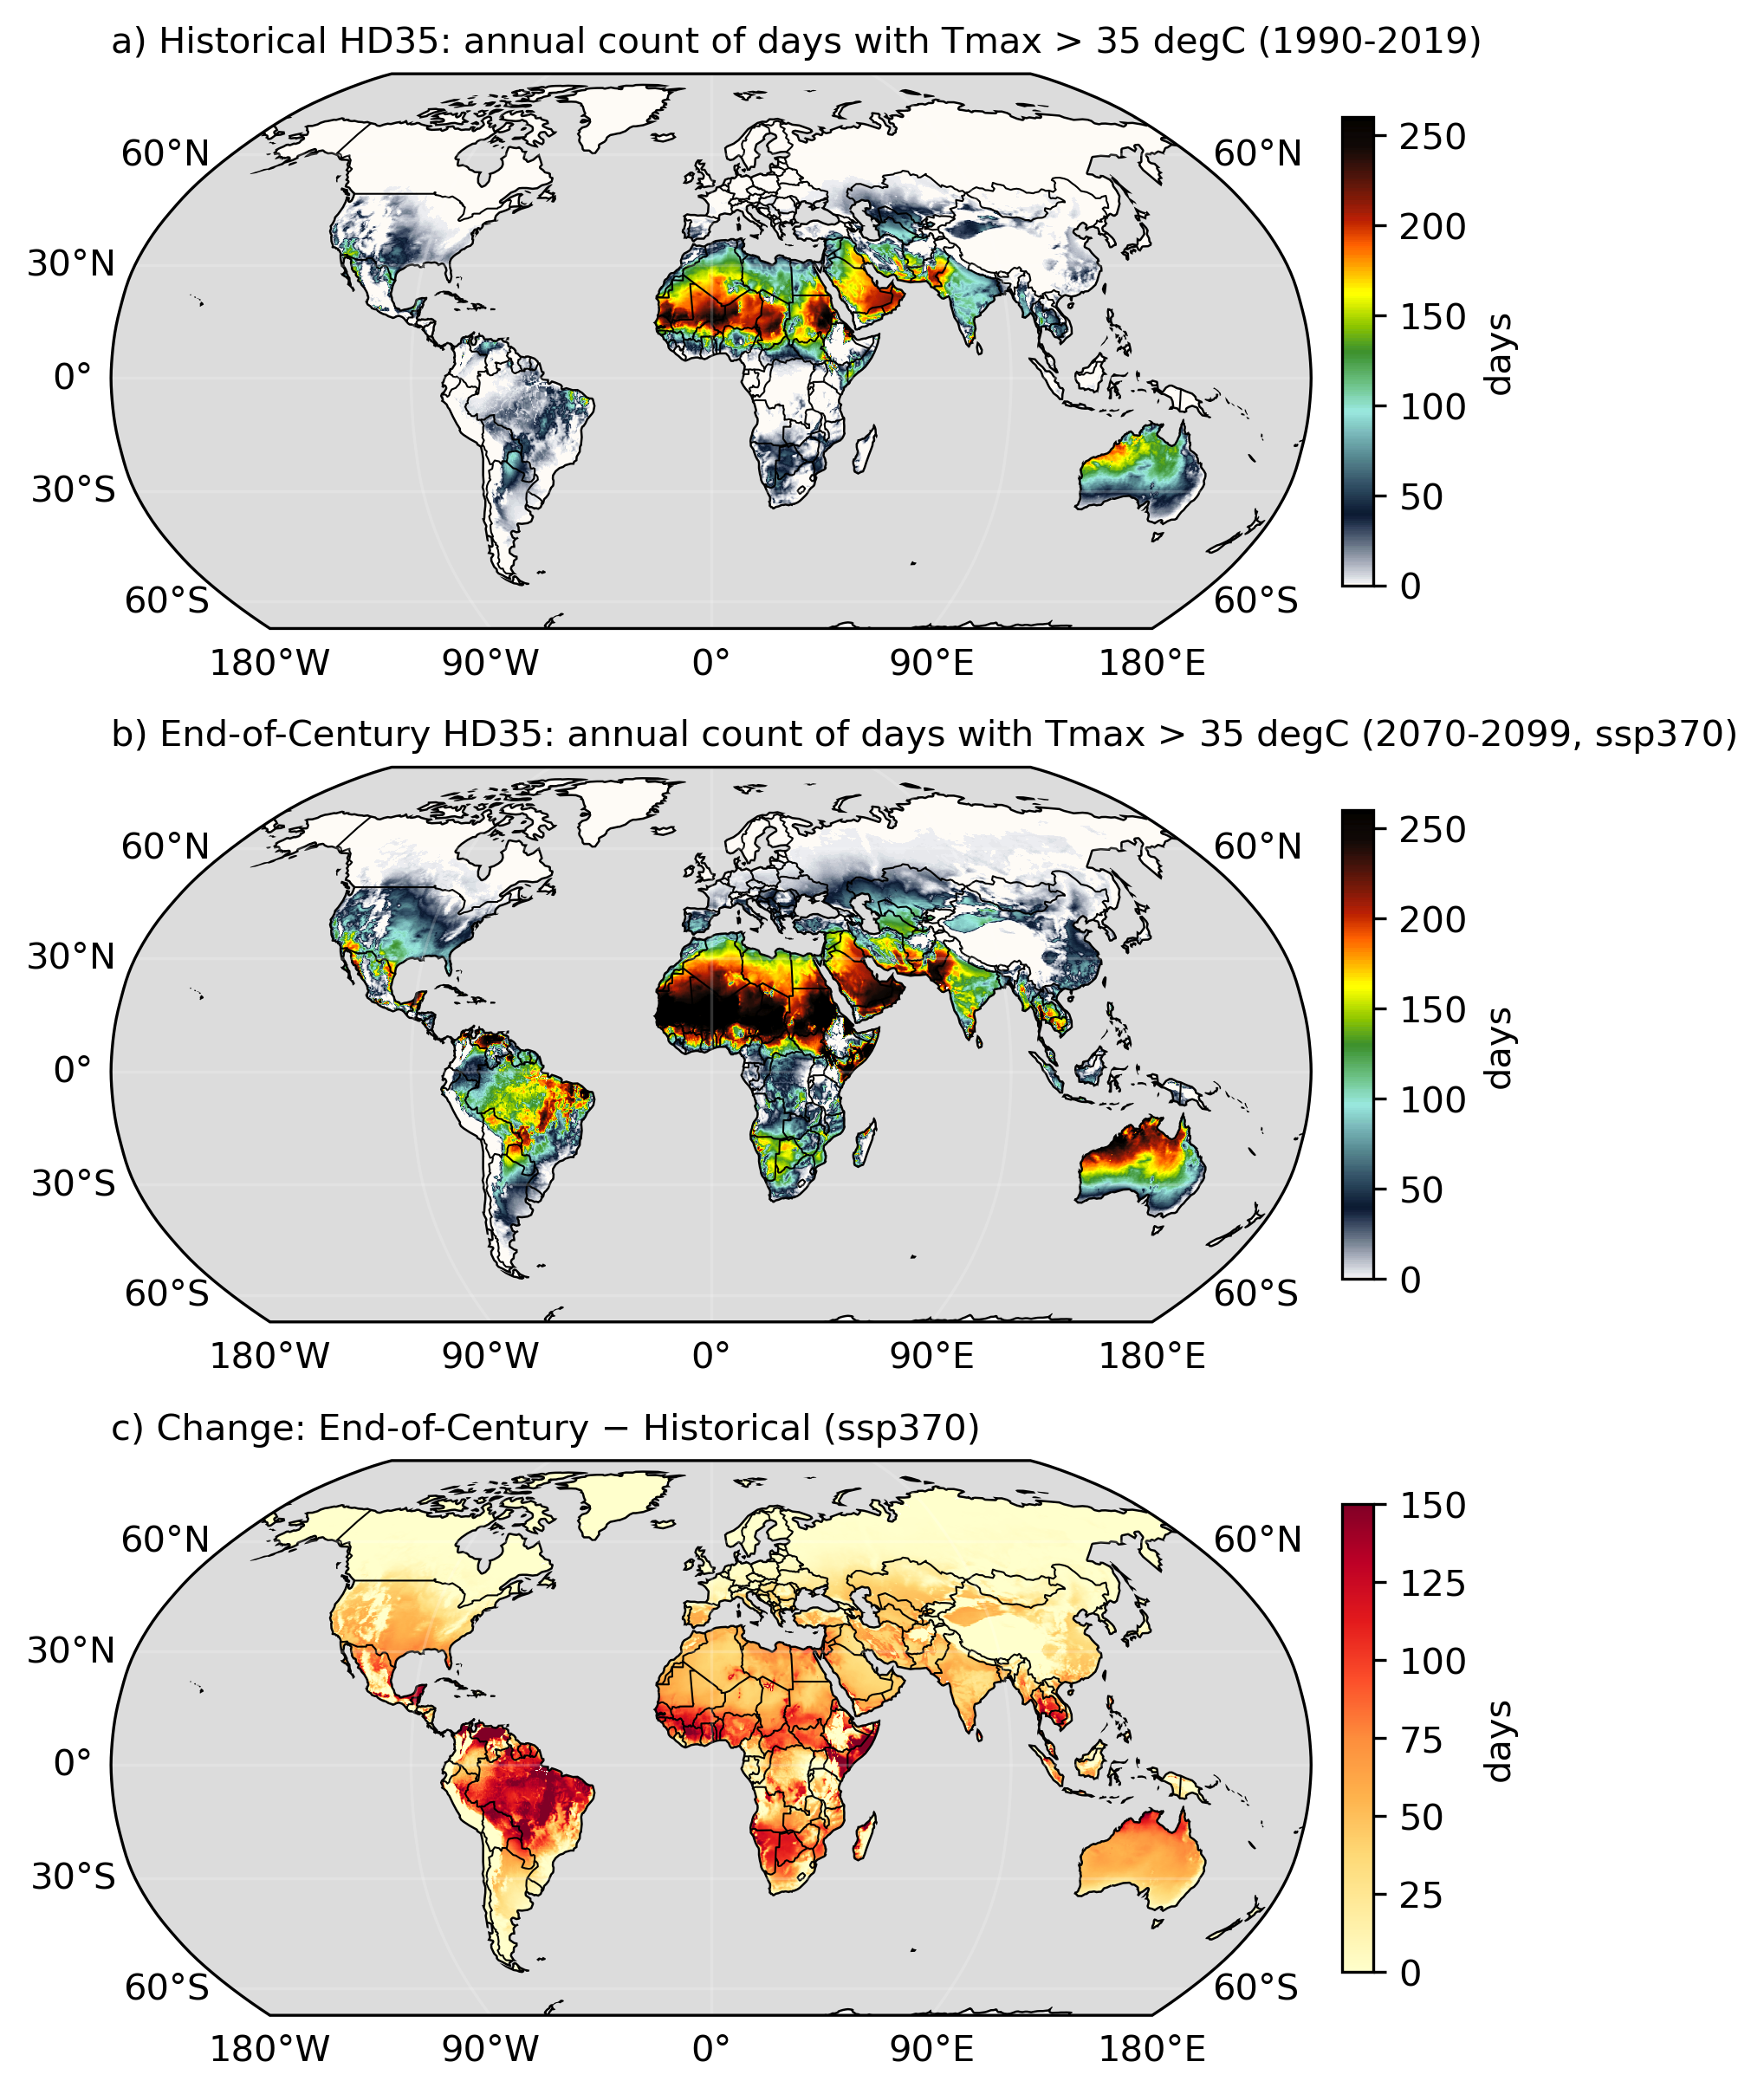 a) Historical HD35: annual count of days with Tmax > 35 degC (1990-2019)
60°N 60°N
30°N
0°
30°S
60°S 60°S
180°W 90°W 0° 90°E 180°E
250
200
150
100
50
0
days
b) End-of-Century HD35: annual count of days with Tmax > 35 degC (2070-2099, ssp370)
60°N 60°N
30°N
0°
30°S
60°S 60°S
180°W 90°W 0° 90°E 180°E
250
200
150
100
50
0
days
c) Change: End-of-Century − Historical (ssp370)
60°N 60°N
30°N
0°
30°S
60°S 60°S
180°W 90°W 0° 90°E 180°E
150
125
100
75
50
25
0
days